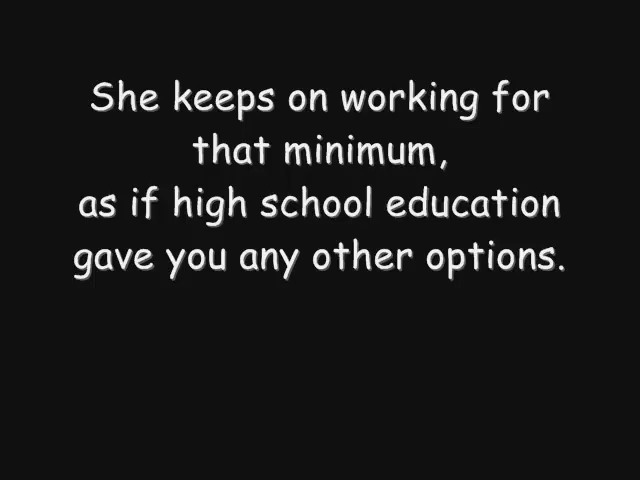 She keeps on working for
that minimum,
as if high school education
gave you any other options.